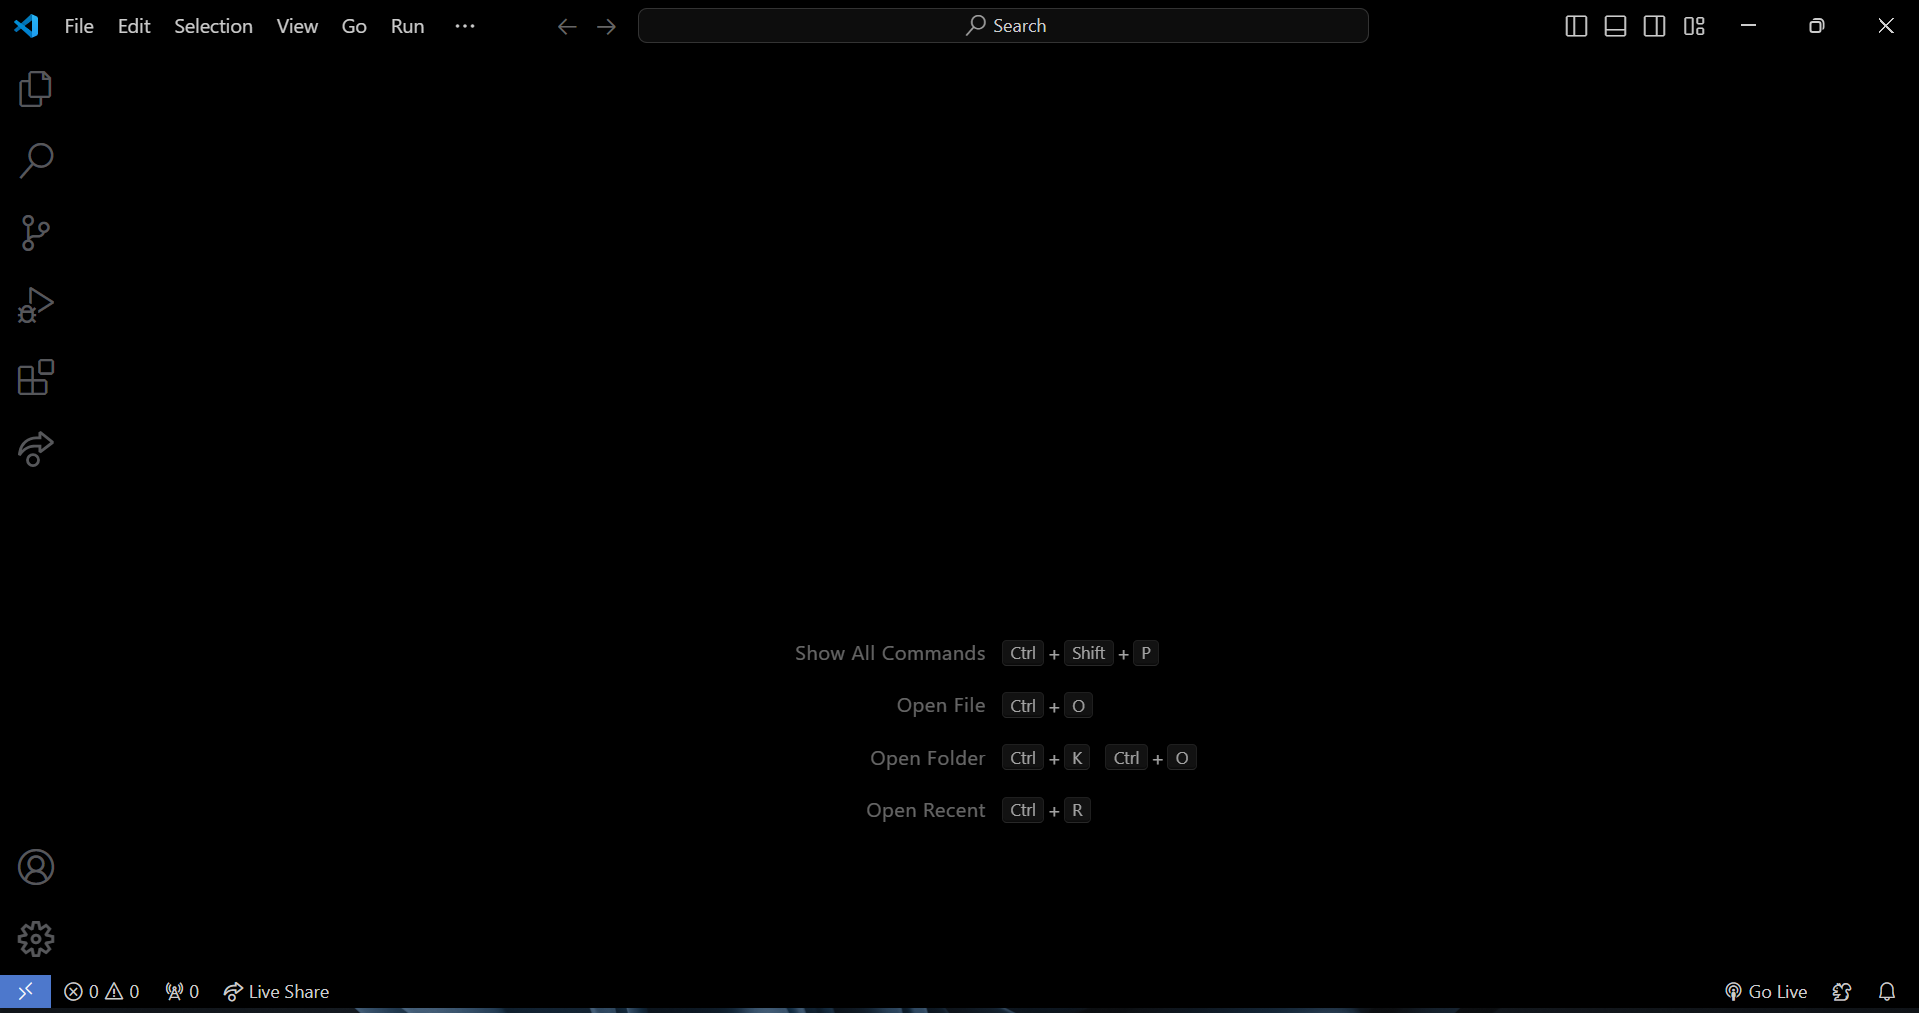 File Edit Selection View Go Run ···
Search
Show All Commands Ctrl + Shift + P
Open File Ctrl + O
Open Folder Ctrl + K Ctrl + O
Open Recent Ctrl + R
0 0 0 Live Share Go Live